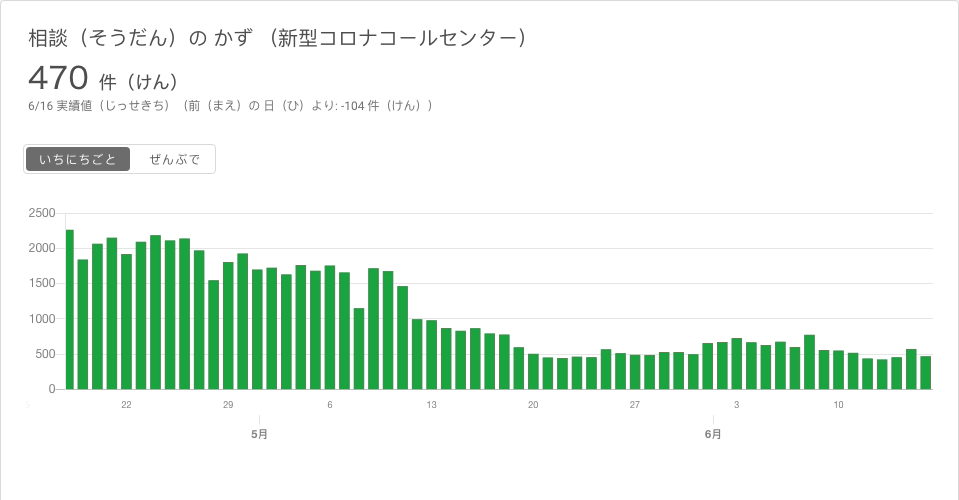 相談（そうだん）の かず （新型コロナコールセンター）
470 件（けん）
6/16 実績値（じっせきち）（前（まえ）の 日（ひ）より: -104 件（けん））
いちにちごと ぜんぶで
2500
2000
1500
1000
500
0
22 29 6 13 20 27 3 10
5月 6月